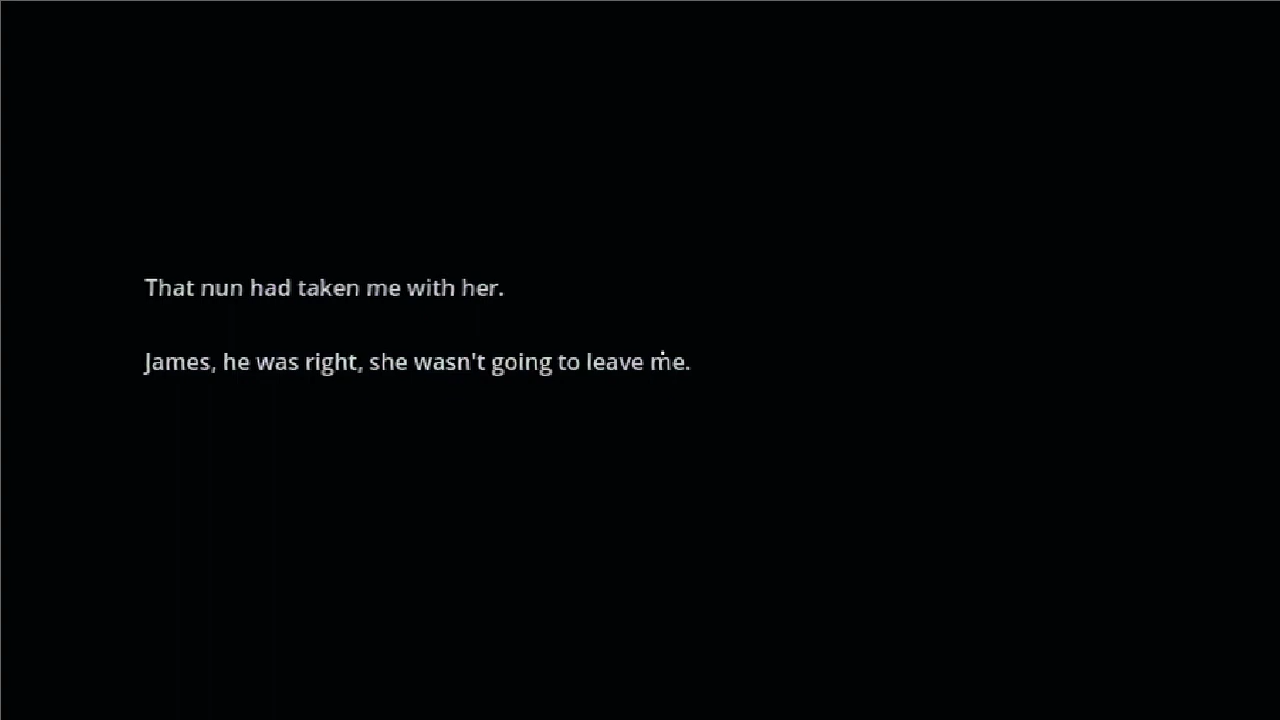 That nun had taken me with her.
James, he was right, she wasn't going to leave me.